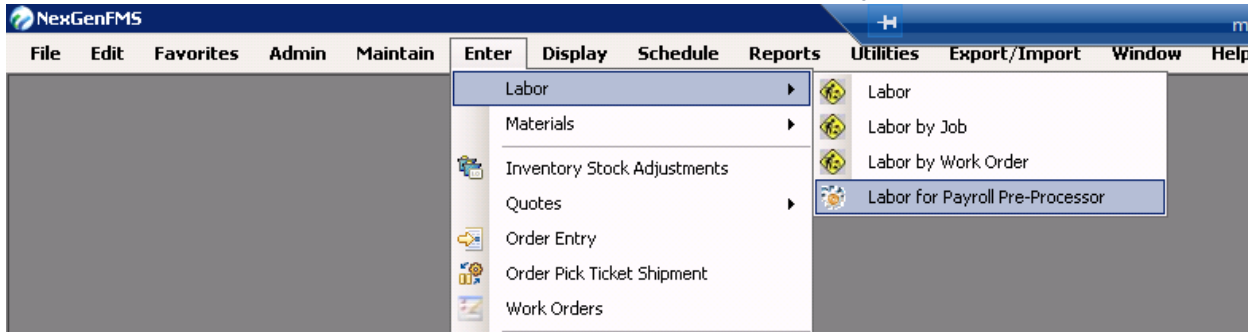 NexGenFMS
m
File Edit Favorites Admin Maintain Enter Display Schedule Reports Utilities Export/Import Window Help
Labor
Labor
Materials
Labor by Job
Inventory Stock Adjustments
Labor by Work Order
Quotes
Labor for Payroll Pre-Processor
Order Entry
Order Pick Ticket Shipment
Work Orders